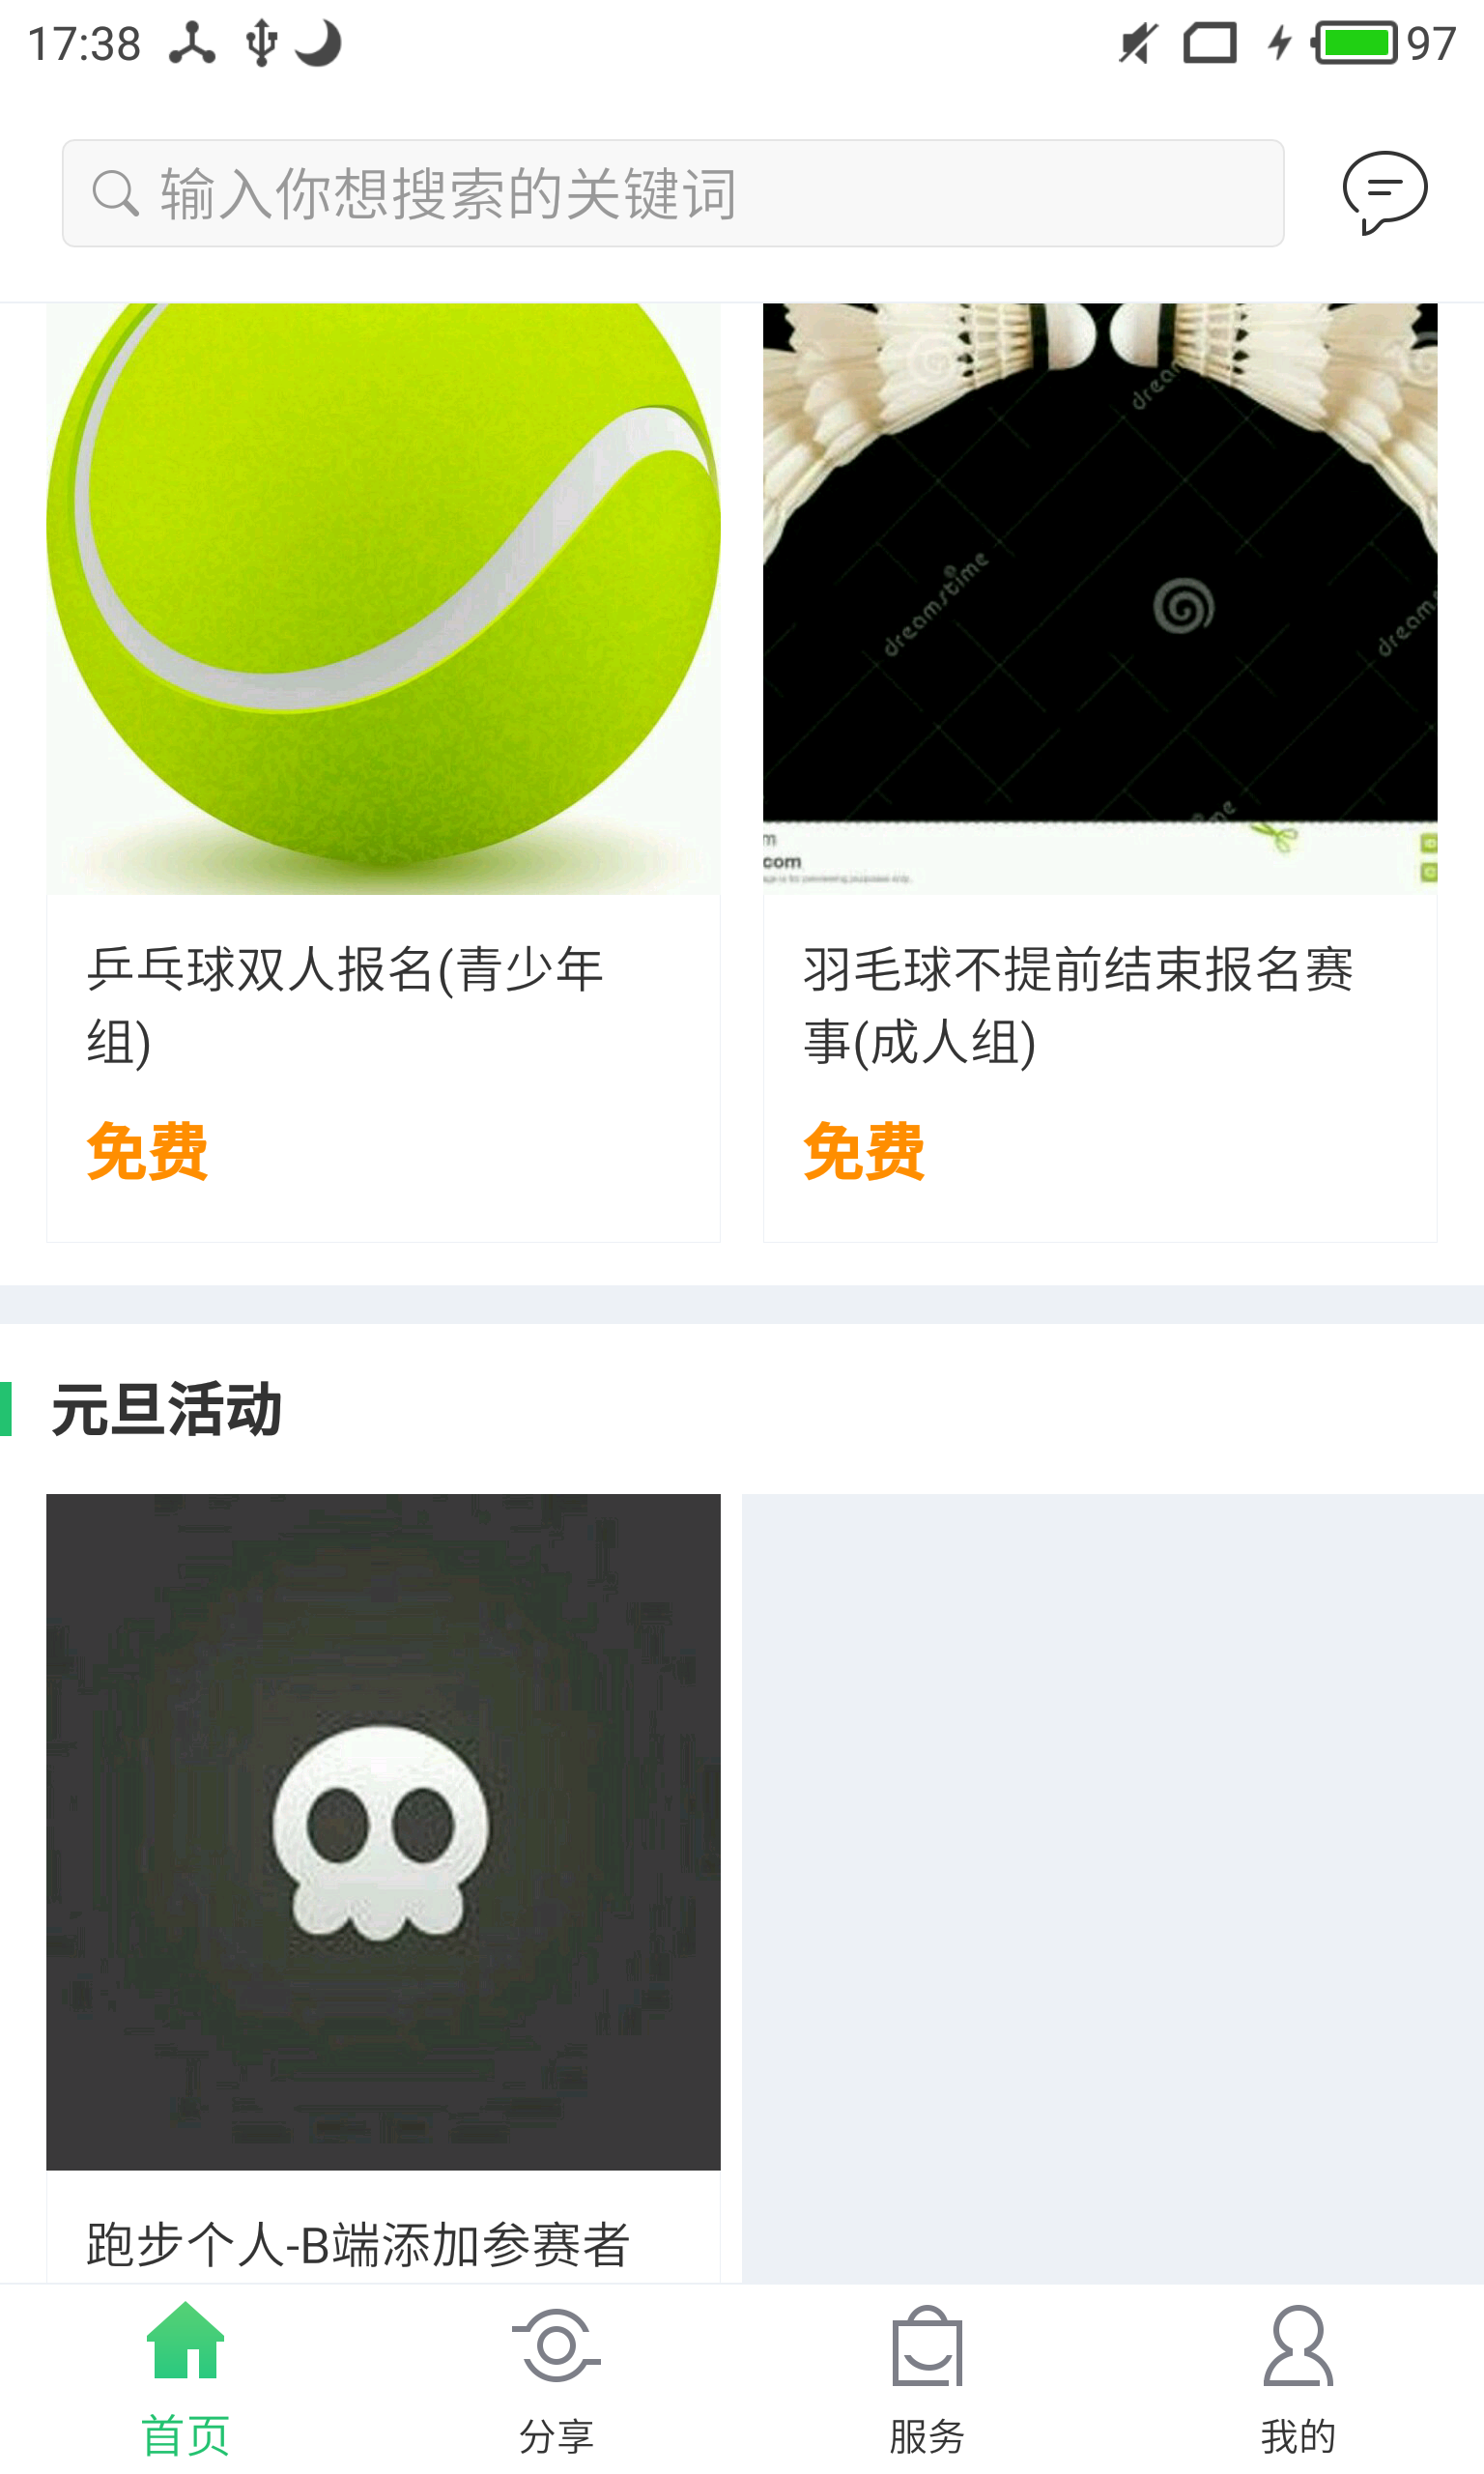 17:38
97
输入你想搜索的关键词
dreamstime
m
.com
乒乓球双人报名(青少年
组)
免费
羽毛球不提前结束报名赛
事(成人组)
免费
元旦活动
跑步个人-B端添加参赛者
首页
分享
服务
我的